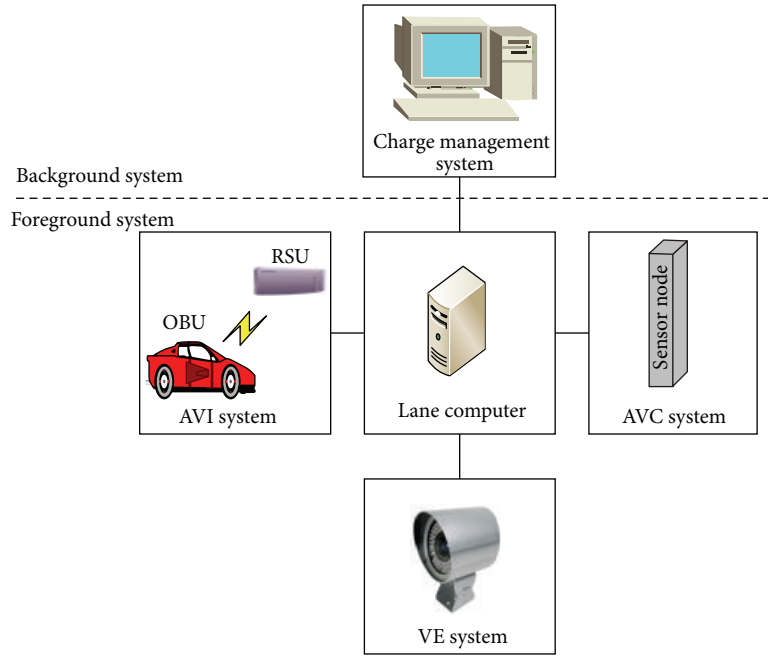 Charge management
system
Background system
Foreground system
RSU
OBU
AVI system
Lane computer
Sensor node
AVC system
VE system